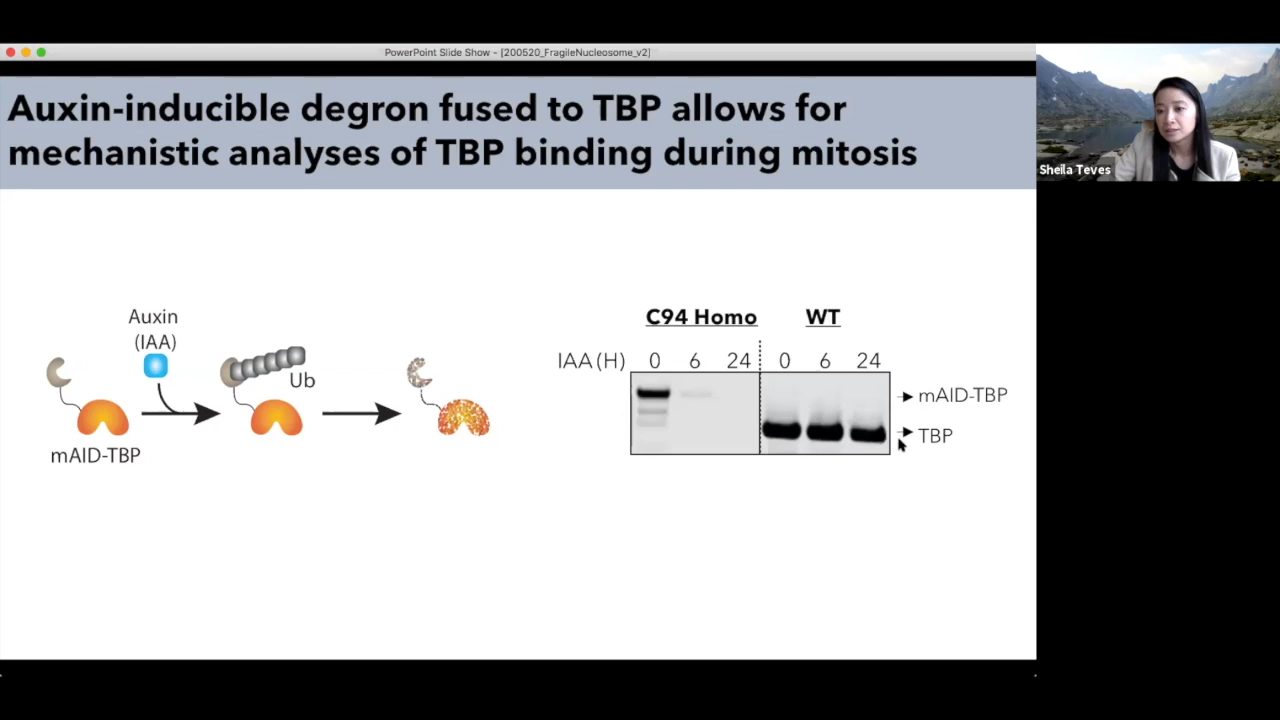 PowerPoint Slide Show - [200520_FragileNucleosome_v2]
Auxin-inducible degron fused to TBP allows for
mechanistic analyses of TBP binding during mitosis
Sheila Teves
Auxin
(IAA)
Ub
mAID-TBP
C94 Homo WT
IAA (H) 0 6 24 0 6 24
mAID-TBP
TBP